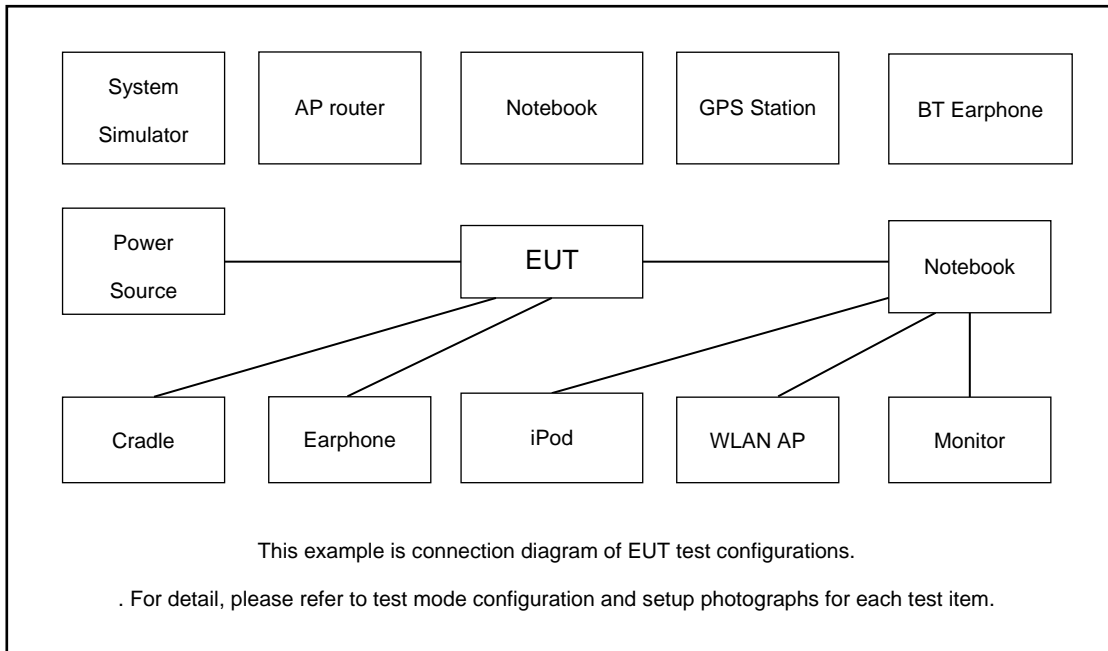 System
Simulator
AP router
Notebook
GPS Station
BT Earphone
Power
Source
EUT
Notebook
Cradle
Earphone
iPod
WLAN AP
Monitor
This example is connection diagram of EUT test configurations.
. For detail, please refer to test mode configuration and setup photographs for each test item.